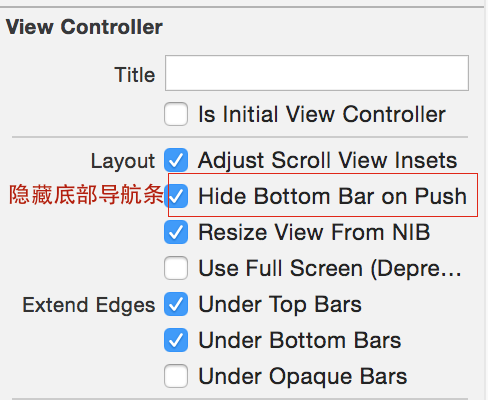 View Controller
Title
Is Initial View Controller
Layout Adjust Scroll View Insets
隐藏底部导航条 Hide Bottom Bar on Push
Resize View From NIB
Use Full Screen (Depre...
Extend Edges Under Top Bars
Under Bottom Bars
Under Opaque Bars